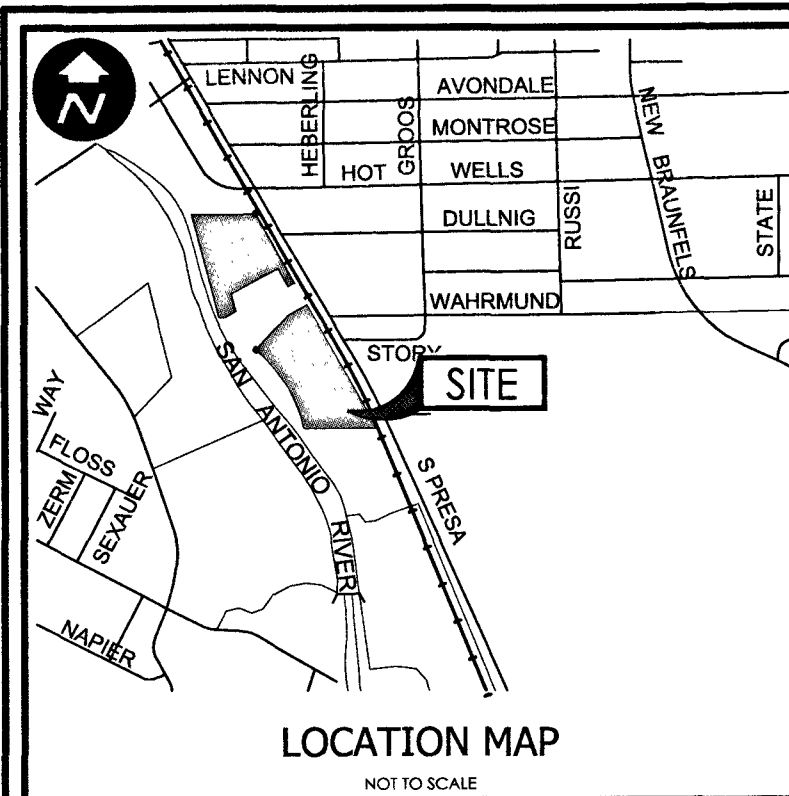 N
LENNON
HEBERLING
GROOS
AVONDALE
MONTROSE
HOT WELLS
DULLNIG
RUSSI
NEW BRAUNFELS
STATE
WAHRMUND
STORY
SITE
SAN ANTONIO RIVER
S PRESA
WAY
FLOSS
ZERM
SEXAUER
NAPIER
LOCATION MAP
NOT TO SCALE